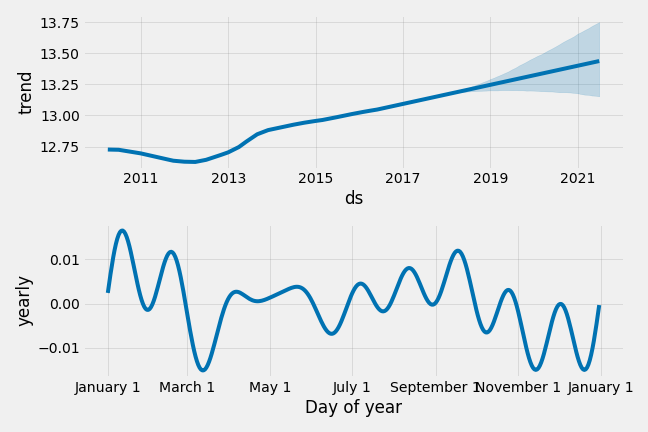 13.75
13.50
13.25
13.00
12.75
trend
2011 2013 2015 2017 2019 2021
ds
0.01
0.00
−0.01
yearly
January 1 March 1 May 1 July 1 September 1 November 1 January 1
Day of year